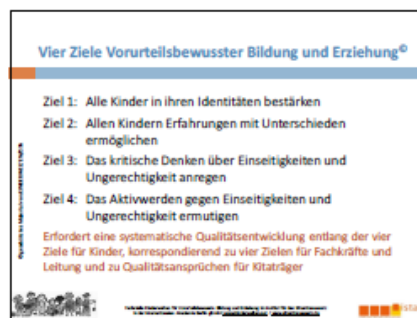 Vier Ziele Vorurteilsbewusster Bildung und Erziehung©
Ziel 1: Alle Kinder in ihren Identitäten bestärken
Ziel 2: Allen Kindern Erfahrungen mit Unterschieden
ermöglichen
Ziel 3: Das kritische Denken über Einseitigkeiten und
Ungerechtigkeit anregen
Ziel 4: Das Aktivwerden gegen Einseitigkeiten und
Ungerechtigkeit ermutigen
Erfordert eine systematische Qualitätsentwicklung entlang der vier
Ziele für Kinder, korrespondierend zu vier Zielen für Fachkräfte und
Leitung und zu Qualitätsansprüchen für Kitaträger